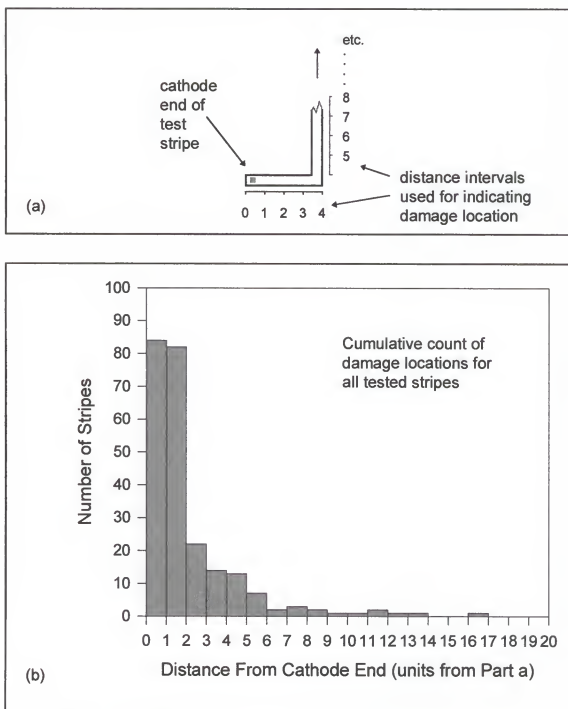 etc.
cathode
end of
test
stripe
8
7
6
5
distance intervals
used for indicating
damage location
0 1 2 3 4
(a)
100
90
80
70
60
50
40
30
20
10
0
Number of Stripes
Cumulative count of
damage locations for
all tested stripes
0 1 2 3 4 5 6 7 8 9 10 11 12 13 14 15 16 17 18 19 20
Distance From Cathode End (units from Part a)
(b)